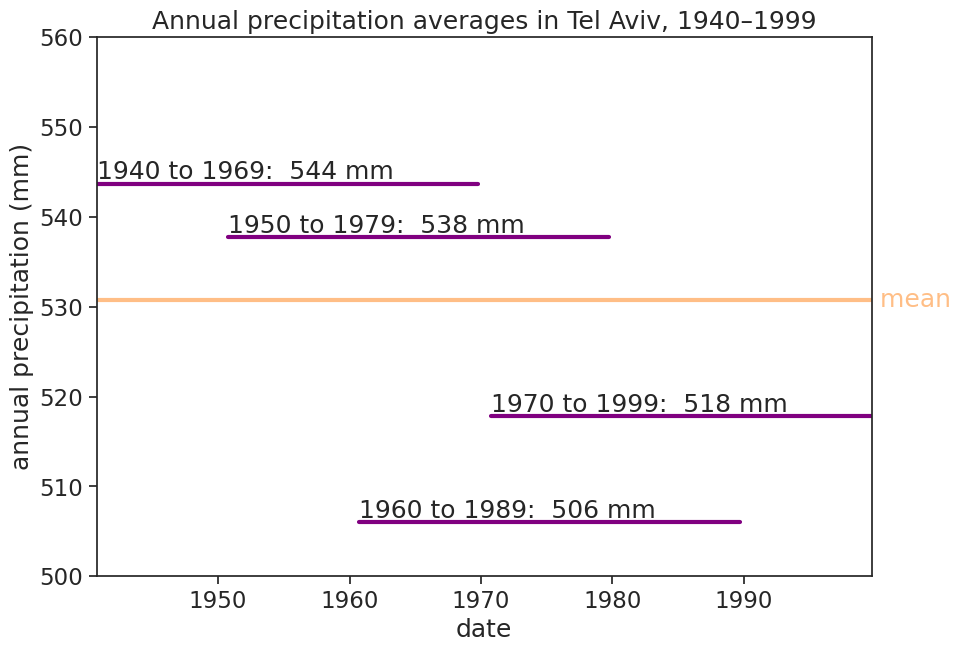 Annual precipitation averages in Tel Aviv, 1940–1999
560
550
540
530
520
510
500
annual precipitation (mm)
1940 to 1969:  544 mm
1950 to 1979:  538 mm
mean
1970 to 1999:  518 mm
1960 to 1989:  506 mm
1950
1960
1970
1980
1990
date